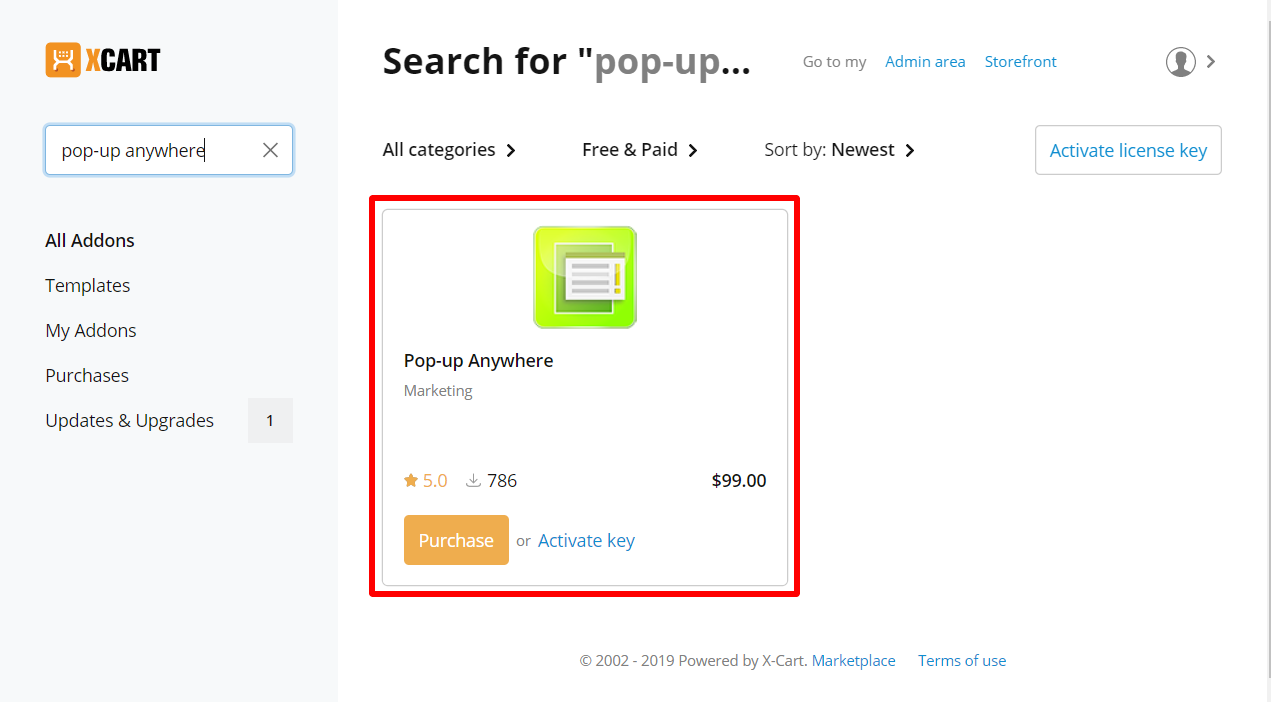 XCART
Search for "pop-up...
Go to my Admin area Storefront
pop-up anywhere
All categories Free & Paid Sort by: Newest
Activate license key
All Addons
Templates
My Addons
Purchases
Updates & Upgrades 1
Pop-up Anywhere
Marketing
5.0 786 $99.00
Purchase or Activate key
© 2002 - 2019 Powered by X-Cart. Marketplace Terms of use